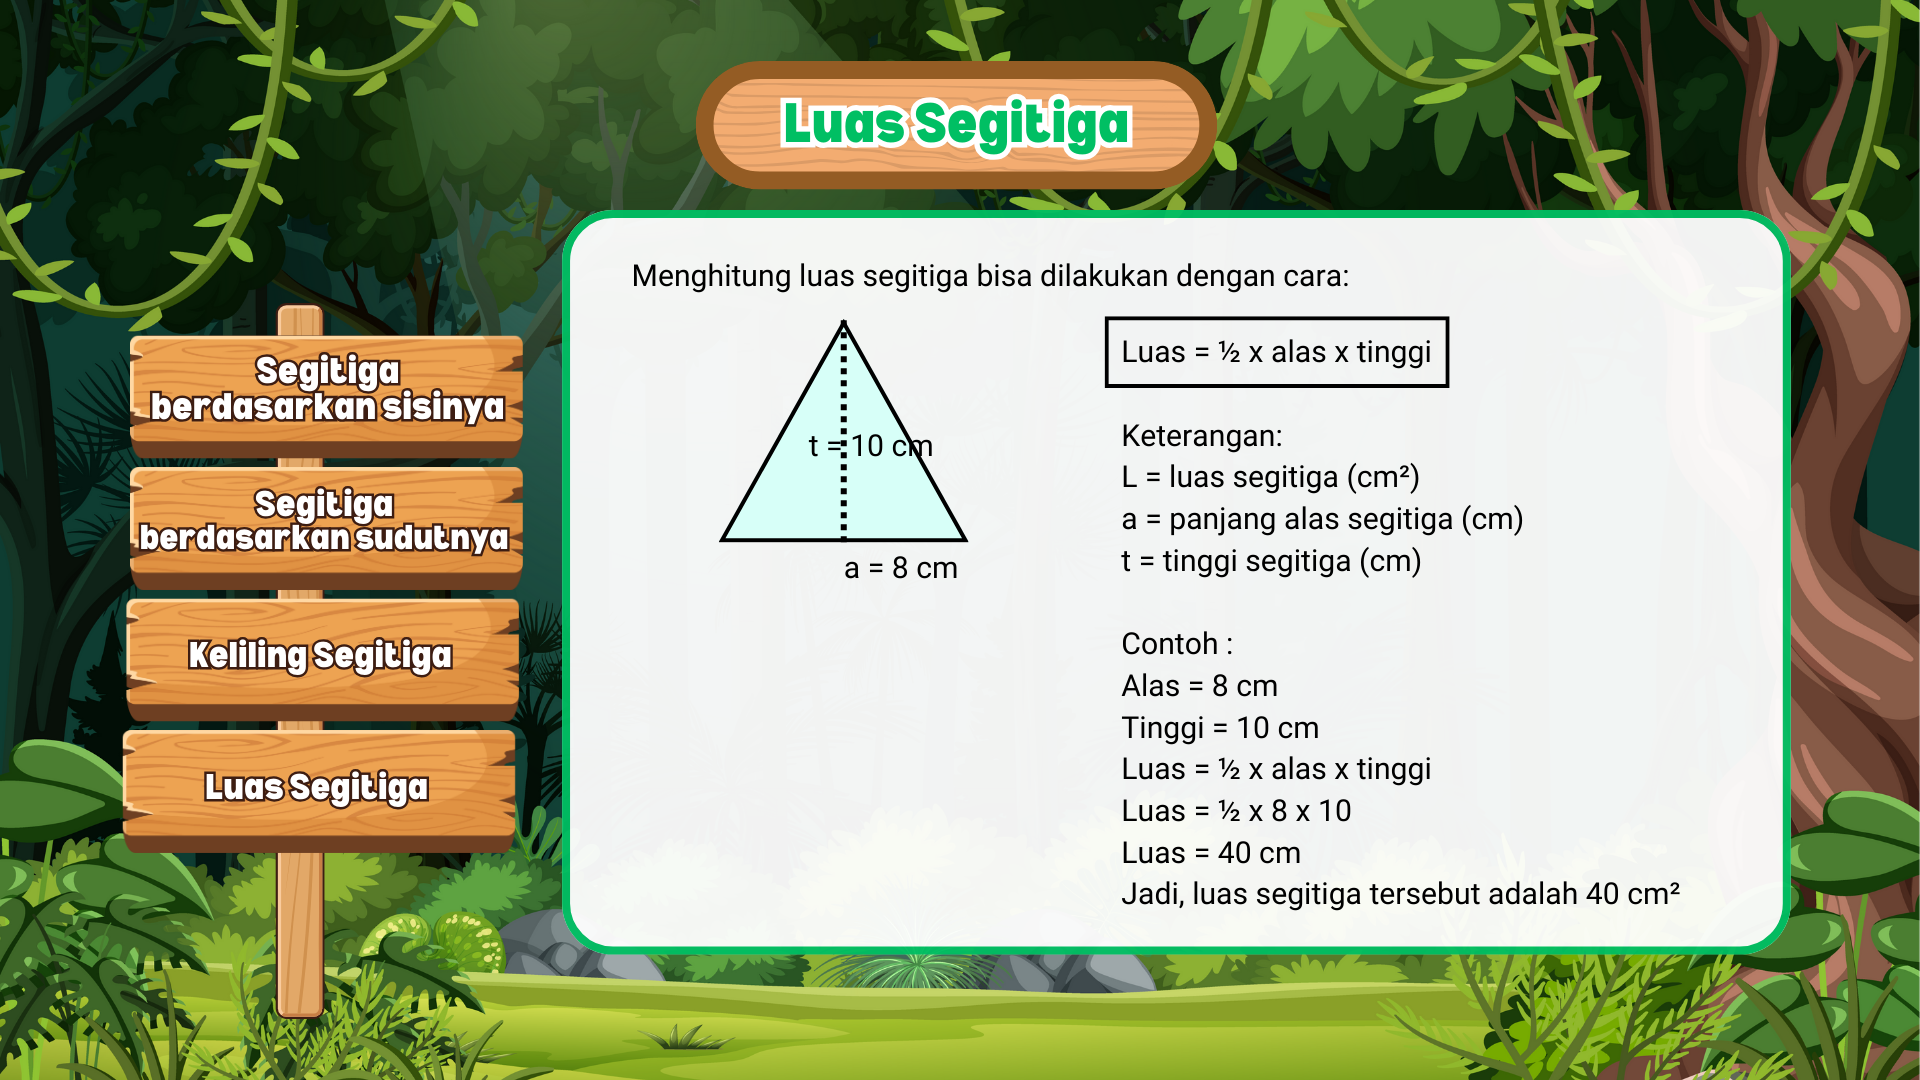 Luas Segitiga
Segitiga
berdasarkan sisinya
Segitiga
berdasarkan sudutnya
Keliling Segitiga
Luas Segitiga
Menghitung luas segitiga bisa dilakukan dengan cara:
t = 10 cm
a = 8 cm
Luas = ½ x alas x tinggi
Keterangan:
L = luas segitiga (cm²)
a = panjang alas segitiga (cm)
t = tinggi segitiga (cm)
Contoh :
Alas = 8 cm
Tinggi = 10 cm
Luas = ½ x alas x tinggi
Luas = ½ x 8 x 10
Luas = 40 cm
Jadi, luas segitiga tersebut adalah 40 cm²